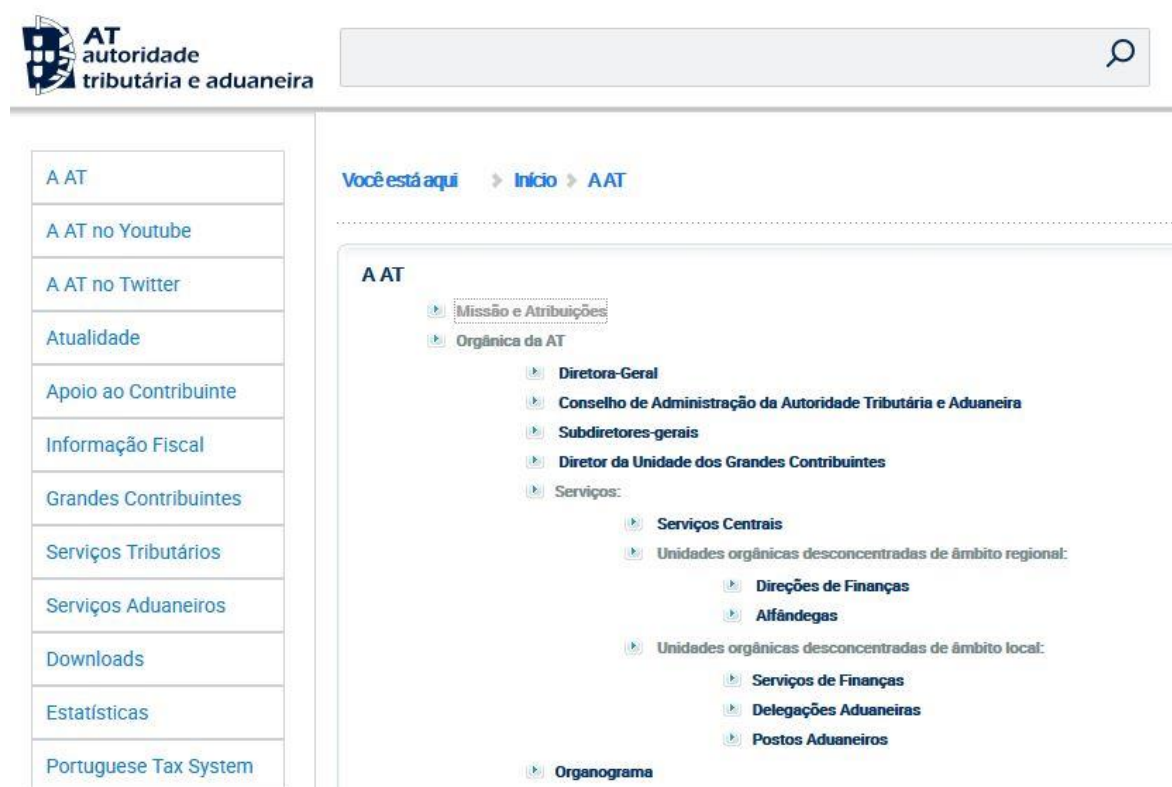 AT
autoridade
tributária e aduaneira
A AT
A AT no Youtube
A AT no Twitter
Atualidade
Apoio ao Contribuinte
Informação Fiscal
Grandes Contribuintes
Serviços Tributários
Serviços Aduaneiros
Downloads
Estatísticas
Portuguese Tax System
Você está aqui Início A AT
A AT
Missão e Atribuições
Orgânica da AT
Diretora-Geral
Conselho de Administração da Autoridade Tributária e Aduaneira
Subdiretores-gerais
Diretor da Unidade dos Grandes Contribuintes
Serviços:
Serviços Centrais
Unidades orgânicas desconcentradas de âmbito regional:
Direções de Finanças
Alfândegas
Unidades orgânicas desconcentradas de âmbito local:
Serviços de Finanças
Delegações Aduaneiras
Postos Aduaneiros
Organograma